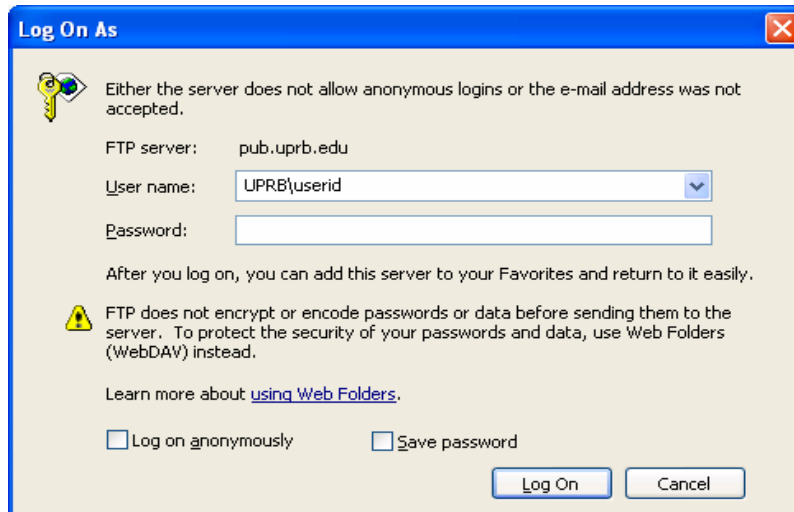 Log On As
Either the server does not allow anonymous logins or the e-mail address was not
accepted.
FTP server: pub.uprb.edu
User name: UPRB\userid
Password:
After you log on, you can add this server to your Favorites and return to it easily.
FTP does not encrypt or encode passwords or data before sending them to the
server. To protect the security of your passwords and data, use Web Folders
(WebDAV) instead.
Learn more about using Web Folders.
Log on anonymously Save password
Log On Cancel